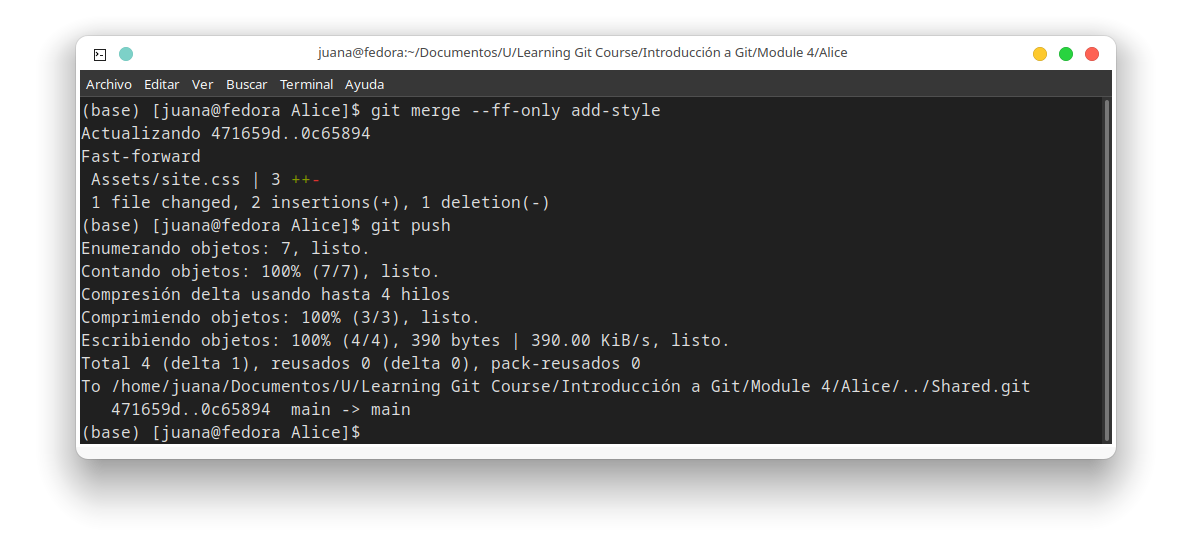 juana@fedora:~/Documentos/U/Learning Git Course/Introducción a Git/Module 4/Alice
Archivo Editar Ver Buscar Terminal Ayuda
(base) [juana@fedora Alice]$ git merge --ff-only add-style
Actualizando 471659d..0c65894
Fast-forward
 Assets/site.css | 3 ++-
 1 file changed, 2 insertions(+), 1 deletion(-)
(base) [juana@fedora Alice]$ git push
Enumerando objetos: 7, listo.
Contando objetos: 100% (7/7), listo.
Compresión delta usando hasta 4 hilos
Comprimiendo objetos: 100% (3/3), listo.
Escribiendo objetos: 100% (4/4), 390 bytes | 390.00 KiB/s, listo.
Total 4 (delta 1), reusados 0 (delta 0), pack-reusados 0
To /home/juana/Documentos/U/Learning Git Course/Introducción a Git/Module 4/Alice/../Shared.git
   471659d..0c65894  main -> main
(base) [juana@fedora Alice]$